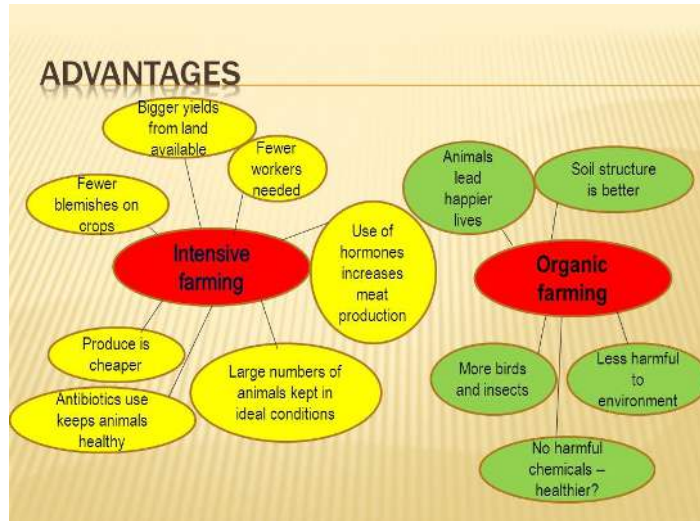 ADVANTAGES
Bigger yields
from land
available
Fewer
workers
needed
Fewer
blemishes on
crops
Intensive
farming
Use of
hormones
increases
meat
production
Produce is
cheaper
Antibiotics use
keeps animals
healthy
Large numbers of
animals kept in
ideal conditions
Animals
lead
happier
lives
Soil structure
is better
Organic
farming
More birds
and insects
Less harmful
to
environment
No harmful
chemicals –
healthier?